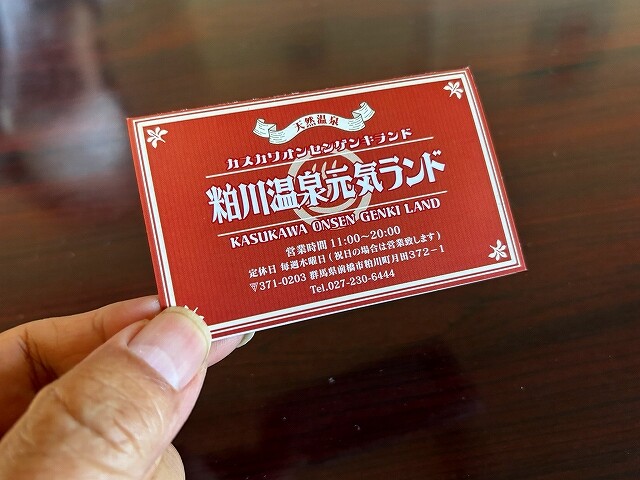 天然温泉
カスカワオンセンゲンキランド
粕川温泉元気ランド
KASUKAWA ONSEN GENKI LAND
営業時間 11:00〜20:00
定休日 毎週木曜日(祝日の場合は営業致します)
〒371-0203 群馬県前橋市粕川町月田372-1
Tel.027-230-6444